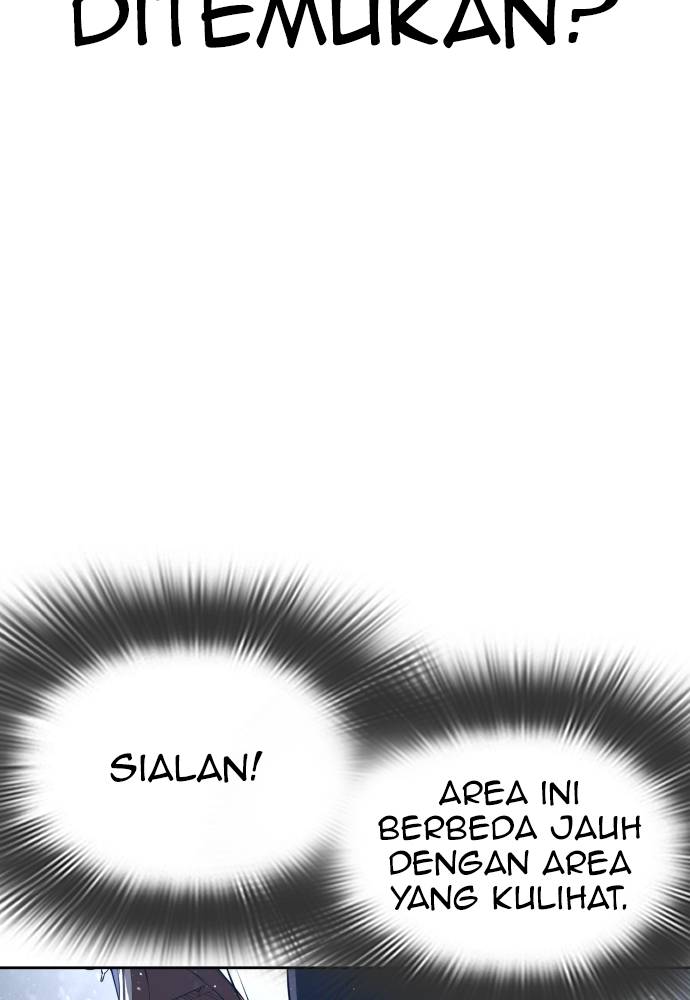 DITEMUKAN?
SIALAN!
AREA INI
BERBEDA JAUH
DENGAN AREA
YANG KULIHAT.